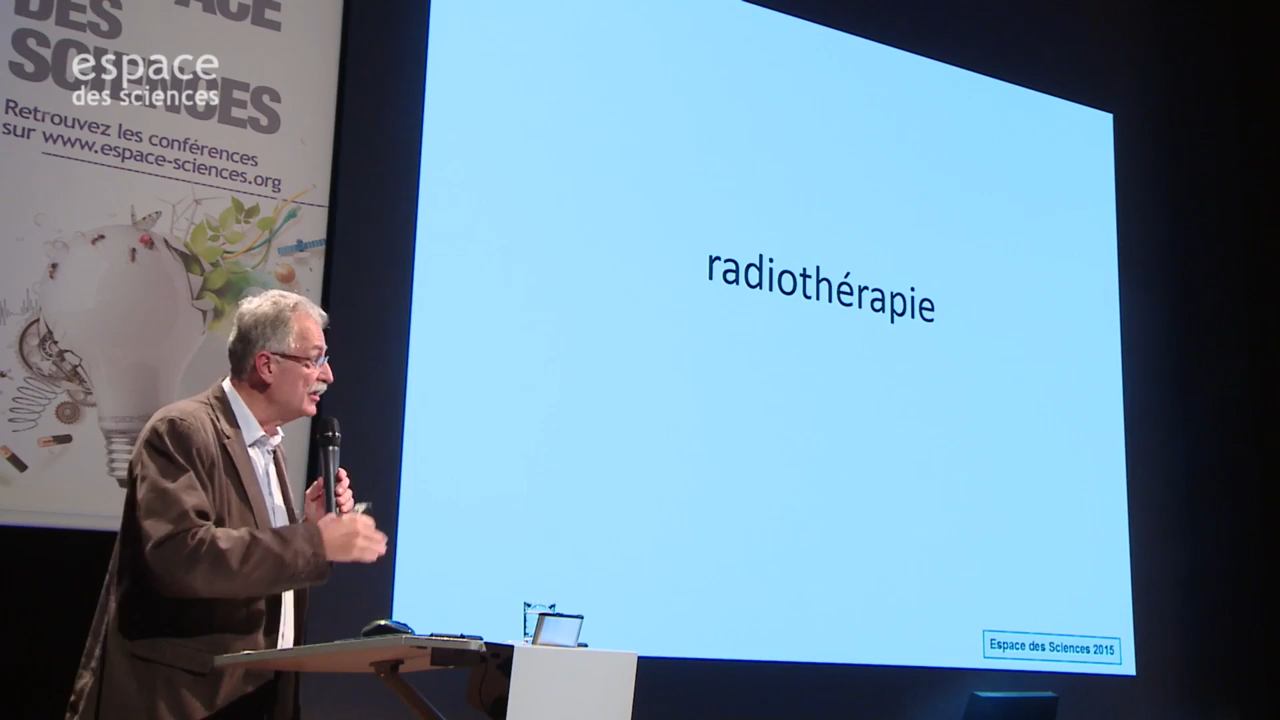 DES
SCIENCES
espace
des sciences
Retrouvez les conférences
sur www.espace-sciences.org
radiothérapie
Espace des Sciences 2015